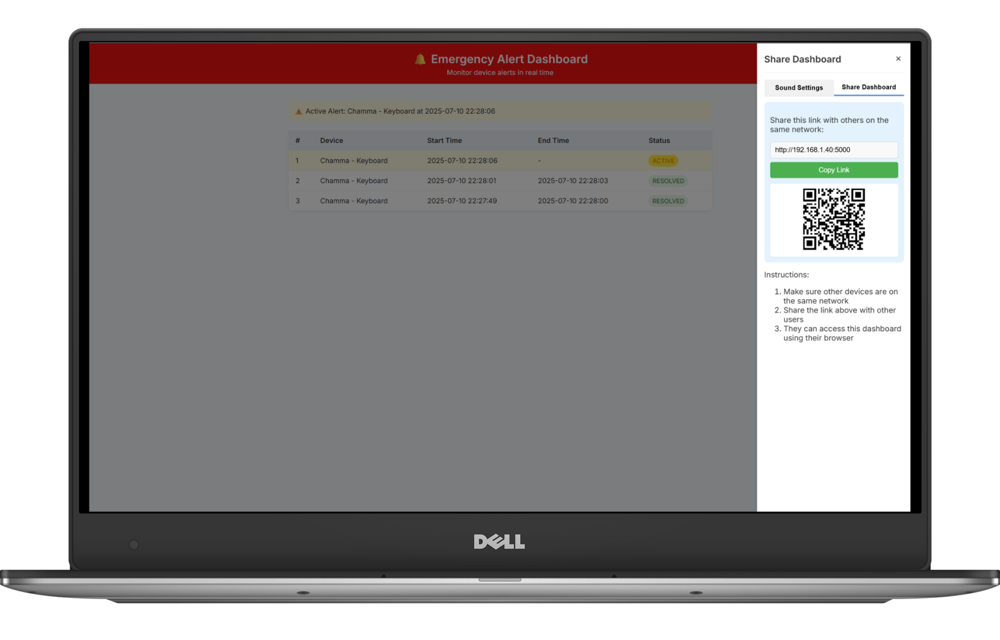 🔔 Emergency Alert Dashboard
Monitor device alerts in real time
⚠ Active Alert: Chamma - Keyboard at 2025-07-10 22:28:06
# Device Start Time End Time Status
1 Chamma - Keyboard 2025-07-10 22:28:06 - ACTIVE
2 Chamma - Keyboard 2025-07-10 22:28:01 2025-07-10 22:28:03 RESOLVED
3 Chamma - Keyboard 2025-07-10 22:27:49 2025-07-10 22:28:00 RESOLVED
Share Dashboard ×
Sound Settings Share Dashboard
Share this link with others on the
same network:
http://192.168.1.40:5000
Copy Link
Instructions:
1. Make sure other devices are on
the same network
2. Share the link above with other
users
3. They can access this dashboard
using their browser
DELL